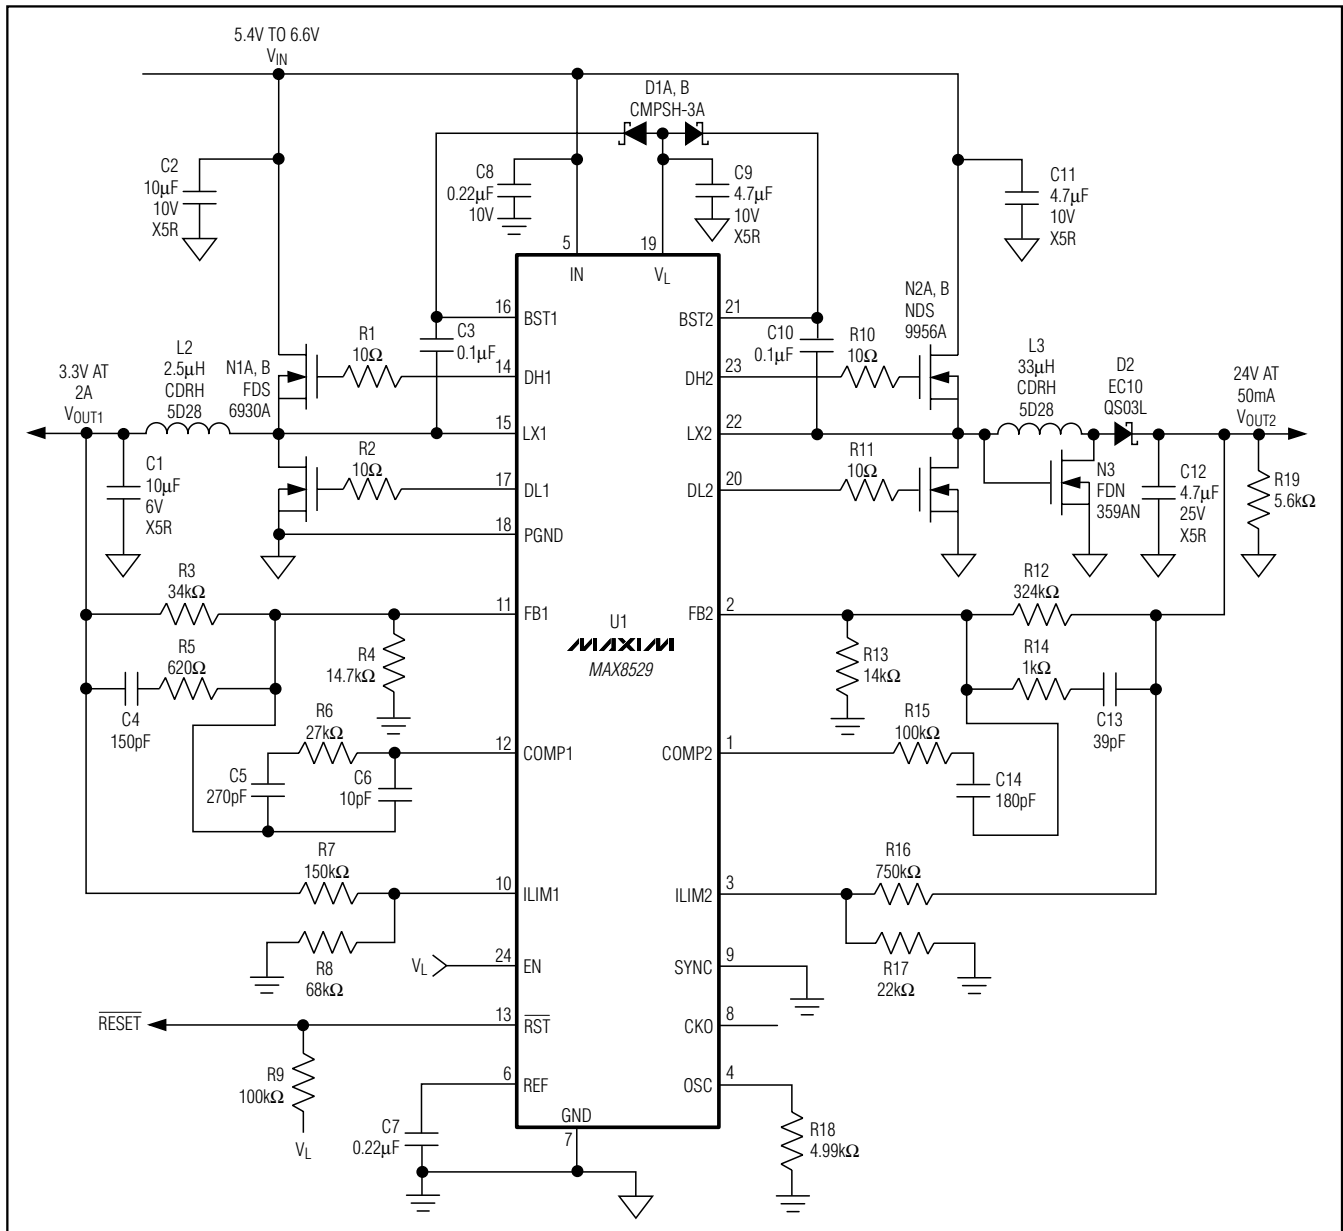 5.4V TO 6.6V
VIN
D1A, B
CMPSH-3A
C2
10µF
10V
X5R
C8
0.22µF
10V
C9
4.7µF
10V
X5R
C11
4.7µF
10V
X5R
5
19
IN
VL
16
BST1
21
BST2
N2A, B
NDS
9956A
R1
10Ω
C3
0.1µF
C10
0.1µF
R10
10Ω
3.3V AT
2A
VOUT1
L2
2.5µH
CDRH
5D28
N1A, B
FDS
6930A
14
DH1
23
DH2
L3
33µH
CDRH
5D28
D2
EC10
QS03L
24V AT
50mA
VOUT2
15
LX1
22
LX2
C1
10µF
6V
X5R
R2
10Ω
17
DL1
20
DL2
R11
10Ω
N3
FDN
359AN
C12
4.7µF
25V
X5R
R19
5.6kΩ
18
PGND
R3
34kΩ
11
FB1
2
FB2
R12
324kΩ
U1
MAXIM
MAX8529
R5
620Ω
R4
14.7kΩ
R13
14kΩ
R14
1kΩ
C4
150pF
C13
39pF
R6
27kΩ
12
COMP1
1
COMP2
R15
100kΩ
C5
270pF
C6
10pF
C14
180pF
R7
150kΩ
10
ILIM1
3
ILIM2
R16
750kΩ
R8
68kΩ
R17
22kΩ
VL
24
EN
9
SYNC
RESET
13
RST
8
CKO
R9
100kΩ
VL
6
REF
4
OSC
C7
0.22µF
GND
7
R18
4.99kΩ